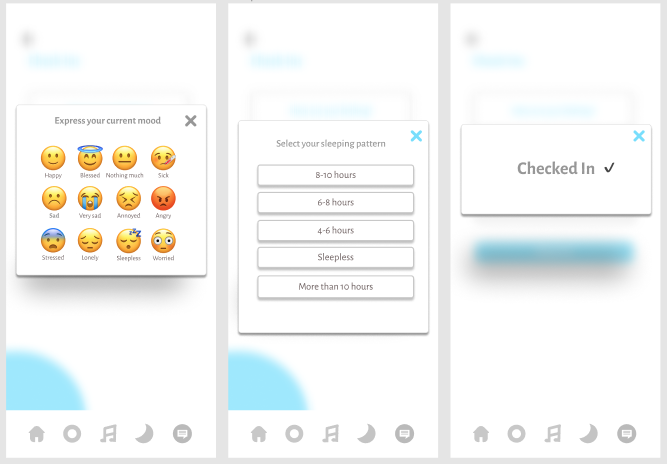 Express your current mood
Happy Blessed Nothing much Sick
Sad Very sad Annoyed Angry
Stressed Lonely Sleepless Worried
Select your sleeping pattern
8-10 hours
6-8 hours
4-6 hours
Sleepless
More than 10 hours
Checked In